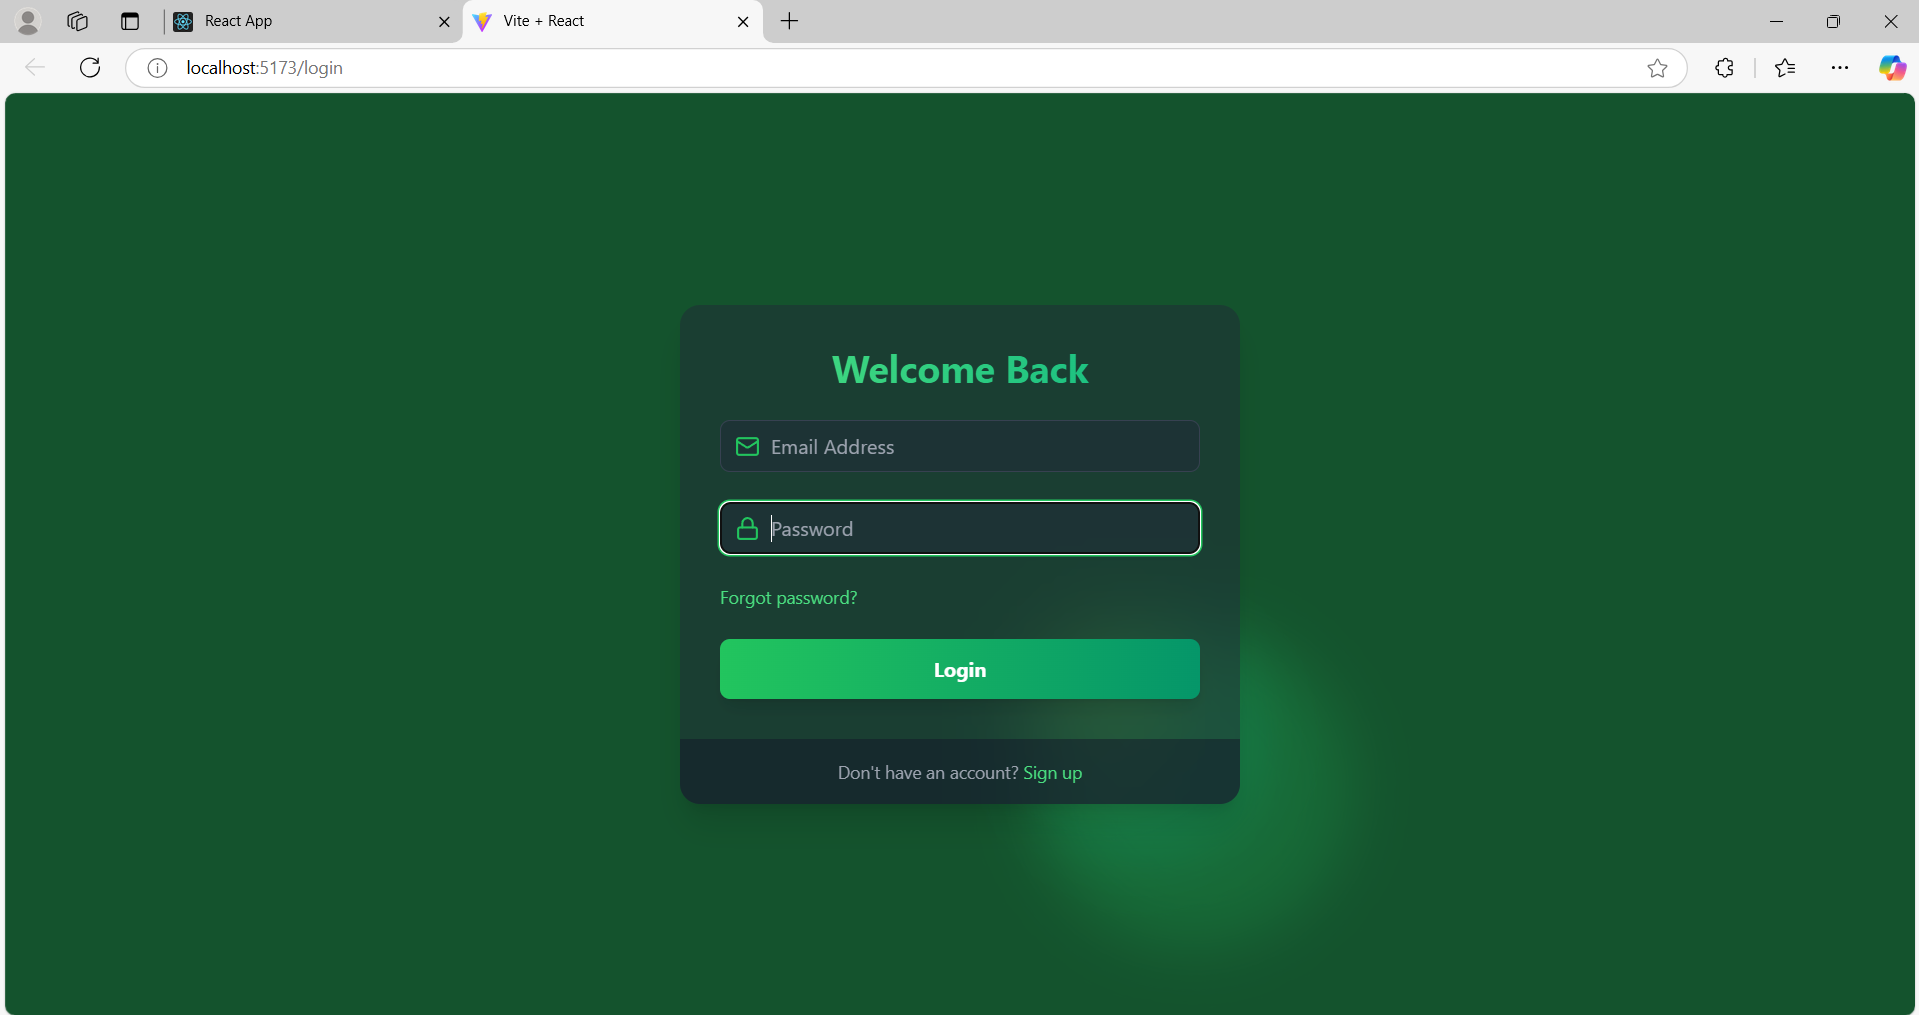 React App
Vite + React
localhost:5173/login
Welcome Back
Email Address
Password
Forgot password?
Login
Don't have an account? Sign up